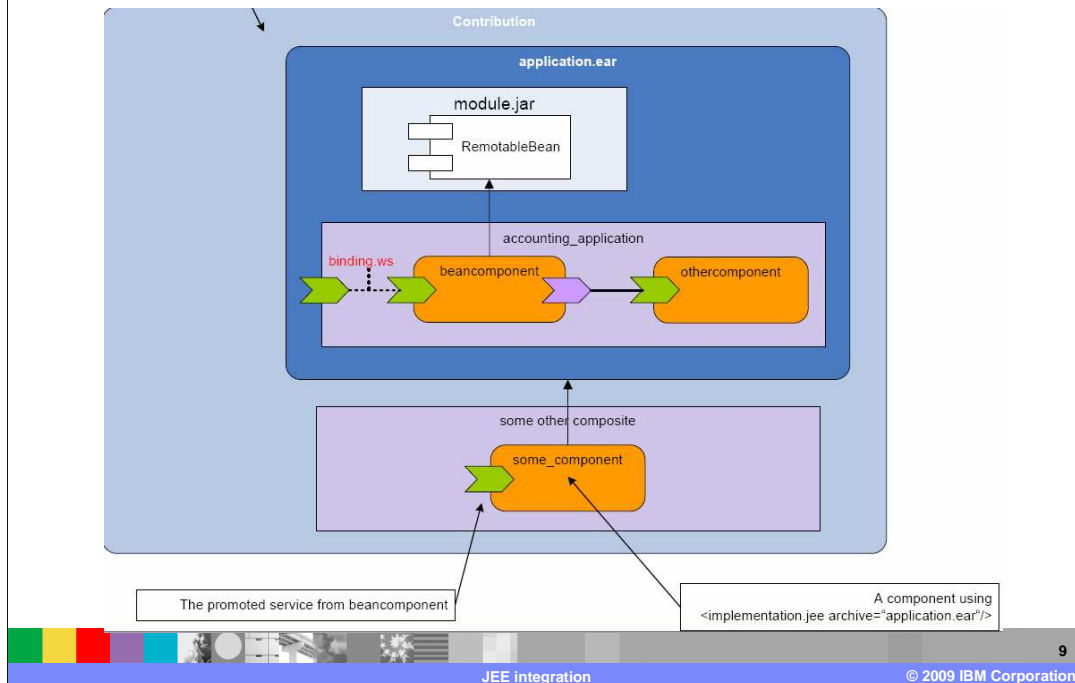 Contribution
application.ear
module.jar
RemotableBean
accounting_application
binding.ws
beancomponent
othercomponent
some other composite
some_component
The promoted service from beancomponent
A component using
<implementation.jee archive="application.ear"/>
9
JEE integration
© 2009 IBM Corporation